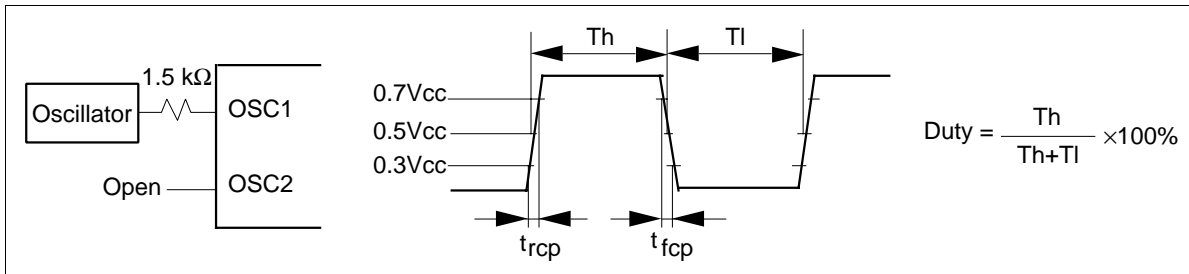 1.5 kΩ
Oscillator
OSC1
OSC2
Open
Th
Tl
0.7Vcc
0.5Vcc
0.3Vcc
trcp
tfcp
Duty = Th
Th+Tl
×100%